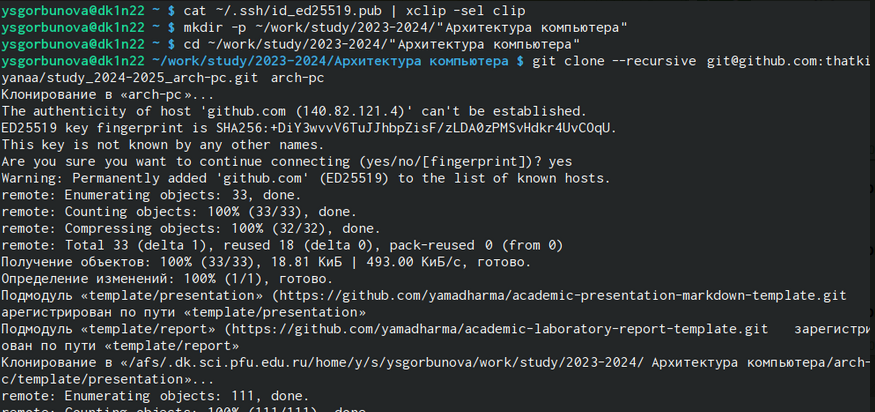 ysgorbunova@dk1n22 ~ $ cat ~/.ssh/id_ed25519.pub | xclip -sel clip
ysgorbunova@dk1n22 ~ $ mkdir -p ~/work/study/2023-2024/"Архитектура компьютера"
ysgorbunova@dk1n22 ~ $ cd ~/work/study/2023-2024/"Архитектура компьютера"
ysgorbunova@dk1n22 ~/work/study/2023-2024/Архитектура компьютера $ git clone --recursive git@github.com:thatki
yanaa/study_2024-2025_arch-pc.git arch-pc
Клонирование в «arch-pc»...
The authenticity of host 'github.com (140.82.121.4)' can't be established.
ED25519 key fingerprint is SHA256:+DiY3wvvV6TuJJhbpZisF/zLDA0zPMSvHdkr4UvCOqU.
This key is not known by any other names.
Are you sure you want to continue connecting (yes/no/[fingerprint])? yes
Warning: Permanently added 'github.com' (ED25519) to the list of known hosts.
remote: Enumerating objects: 33, done.
remote: Counting objects: 100% (33/33), done.
remote: Compressing objects: 100% (32/32), done.
remote: Total 33 (delta 1), reused 18 (delta 0), pack-reused 0 (from 0)
Получение объектов: 100% (33/33), 18.81 КиБ | 493.00 КиБ/с, готово.
Определение изменений: 100% (1/1), готово.
Подмодуль «template/presentation» (https://github.com/yamadharma/academic-presentation-markdown-template.git
арегистрирован по пути «template/presentation»
Подмодуль «template/report» (https://github.com/yamadharma/academic-laboratory-report-template.git зарегистри
ован по пути «template/report»
Клонирование в «/afs/.dk.sci.pfu.edu.ru/home/y/s/ysgorbunova/work/study/2023-2024/ Архитектура компьютера/arch-
c/template/presentation»...
remote: Enumerating objects: 111, done.
remote: Counting objects: 100% (111/111), done.